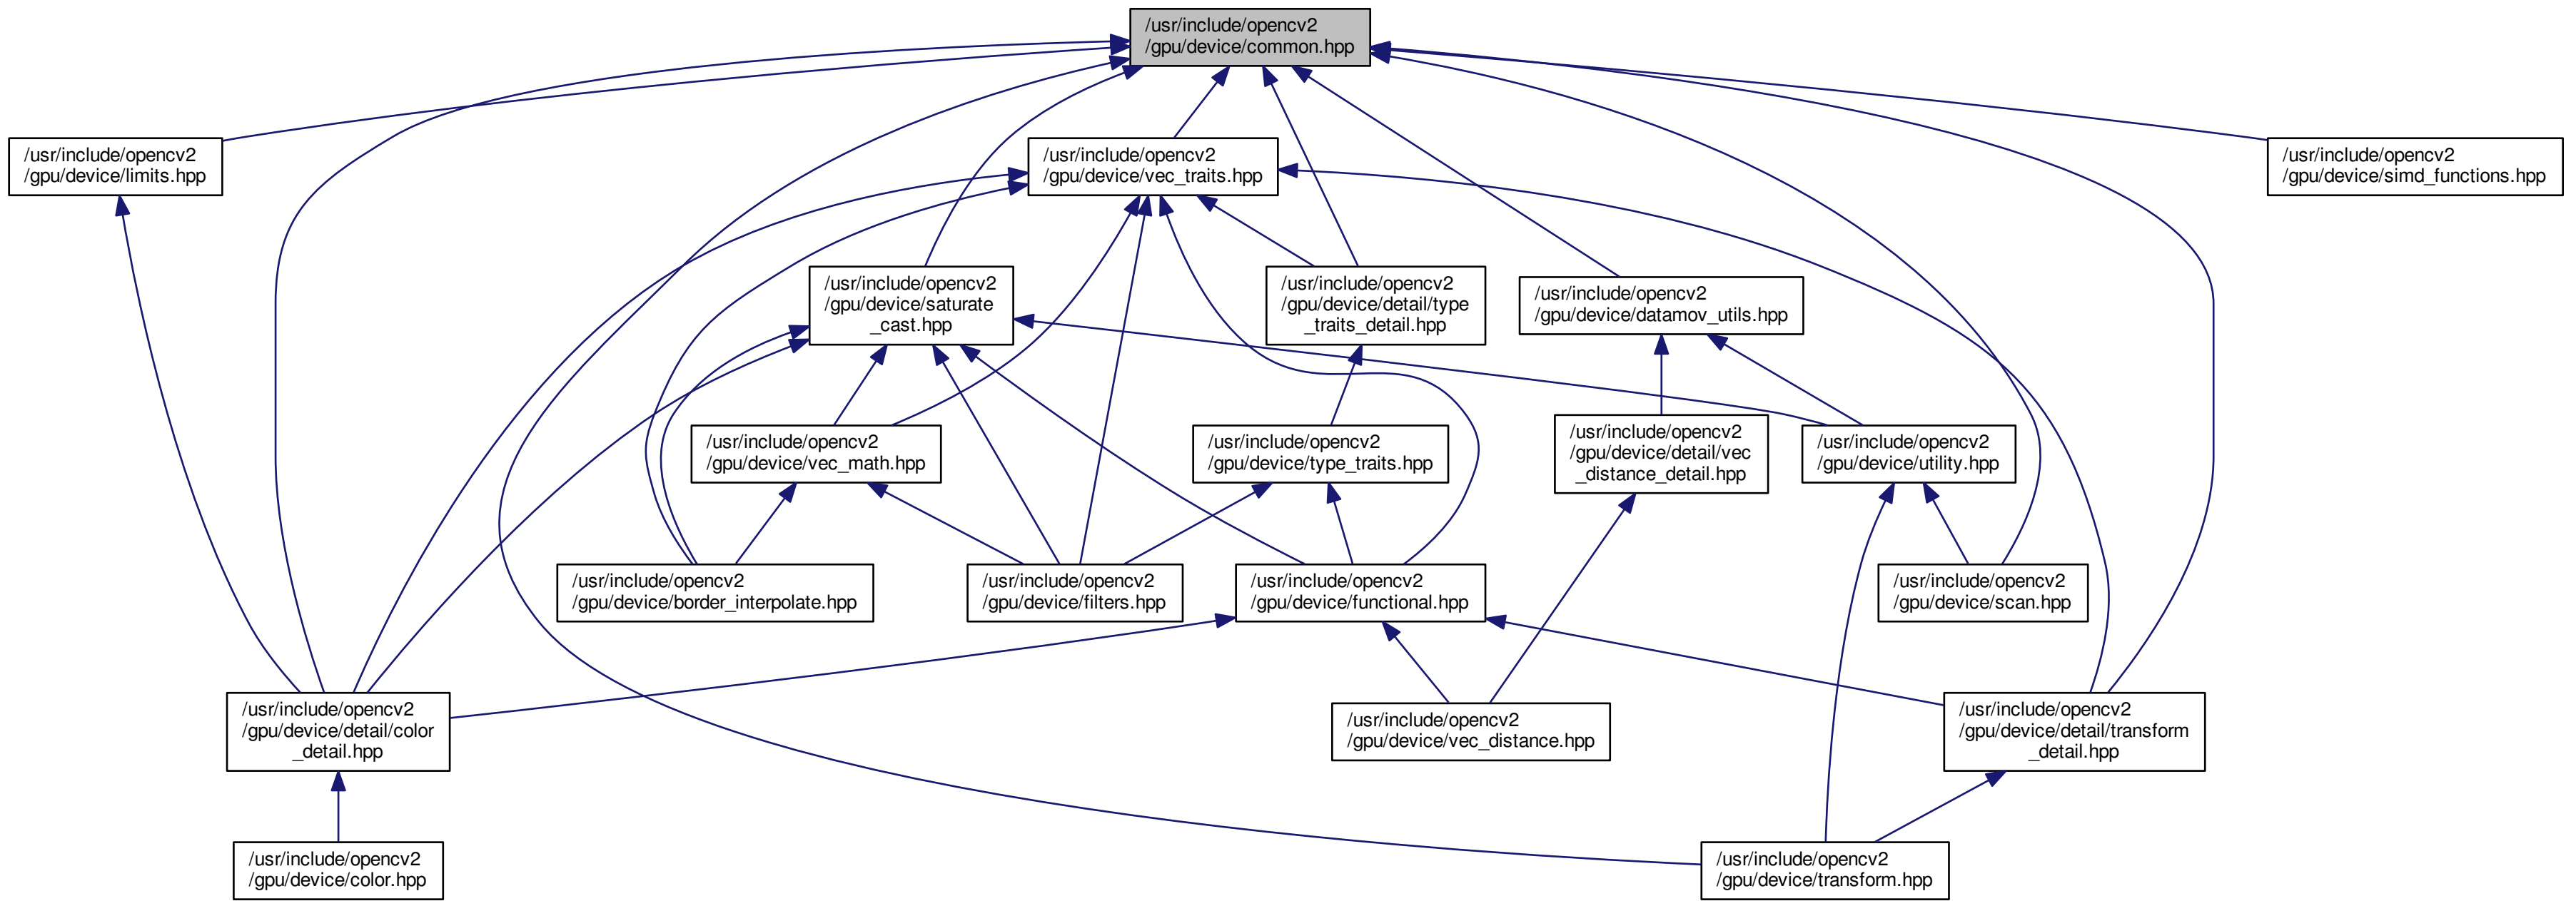 /usr/include/opencv2
/gpu/device/common.hpp
/usr/include/opencv2
/gpu/device/limits.hpp
/usr/include/opencv2
/gpu/device/vec_traits.hpp
/usr/include/opencv2
/gpu/device/simd_functions.hpp
/usr/include/opencv2
/gpu/device/saturate
_cast.hpp
/usr/include/opencv2
/gpu/device/detail/type
_traits_detail.hpp
/usr/include/opencv2
/gpu/device/datamov_utils.hpp
/usr/include/opencv2
/gpu/device/vec_math.hpp
/usr/include/opencv2
/gpu/device/type_traits.hpp
/usr/include/opencv2
/gpu/device/detail/vec
_distance_detail.hpp
/usr/include/opencv2
/gpu/device/utility.hpp
/usr/include/opencv2
/gpu/device/border_interpolate.hpp
/usr/include/opencv2
/gpu/device/filters.hpp
/usr/include/opencv2
/gpu/device/functional.hpp
/usr/include/opencv2
/gpu/device/scan.hpp
/usr/include/opencv2
/gpu/device/detail/color
_detail.hpp
/usr/include/opencv2
/gpu/device/vec_distance.hpp
/usr/include/opencv2
/gpu/device/detail/transform
_detail.hpp
/usr/include/opencv2
/gpu/device/color.hpp
/usr/include/opencv2
/gpu/device/transform.hpp